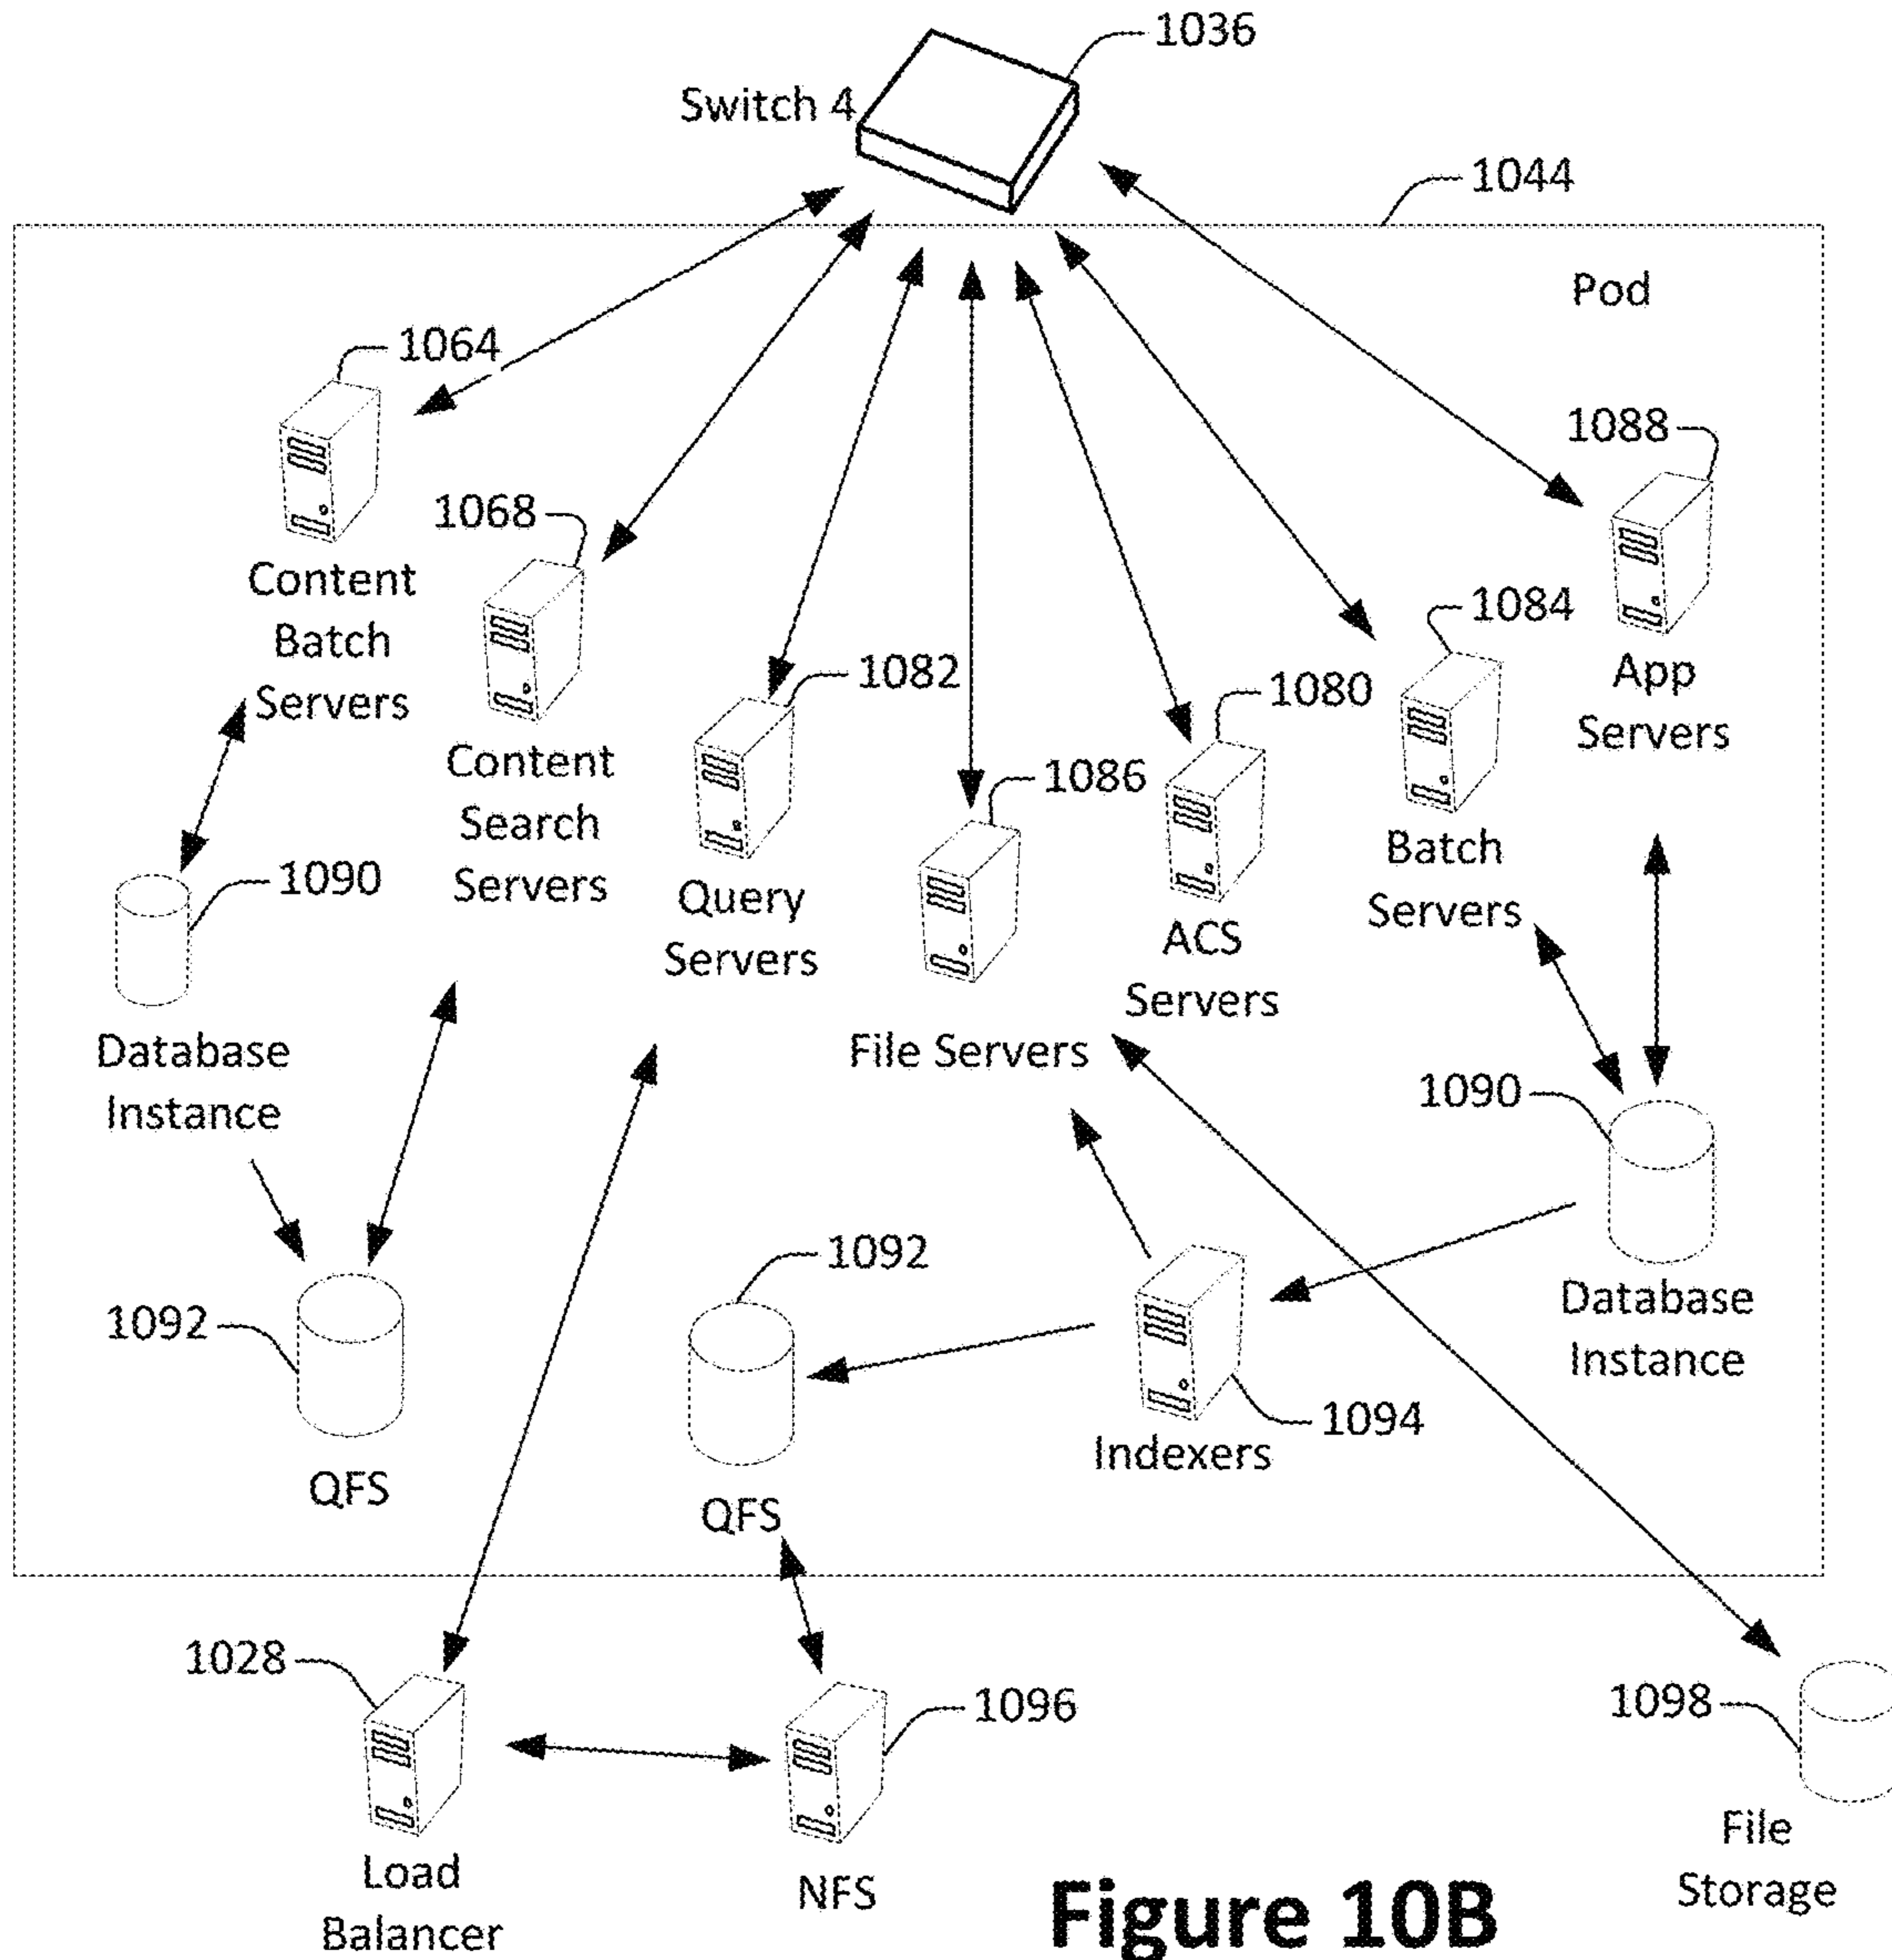 1036
Switch 4
1044
Pod
1064
Content
Batch
Servers
1068
Content
Search
Servers
1082
Query
Servers
1086
File Servers
1080
ACS
Servers
1084
Batch
Servers
1088
App
Servers
1090
Database
Instance
1090
Database
Instance
1092
QFS
1092
QFS
1094
Indexers
1028
Load
Balancer
1096
NFS
1098
File
Storage
Figure 10B